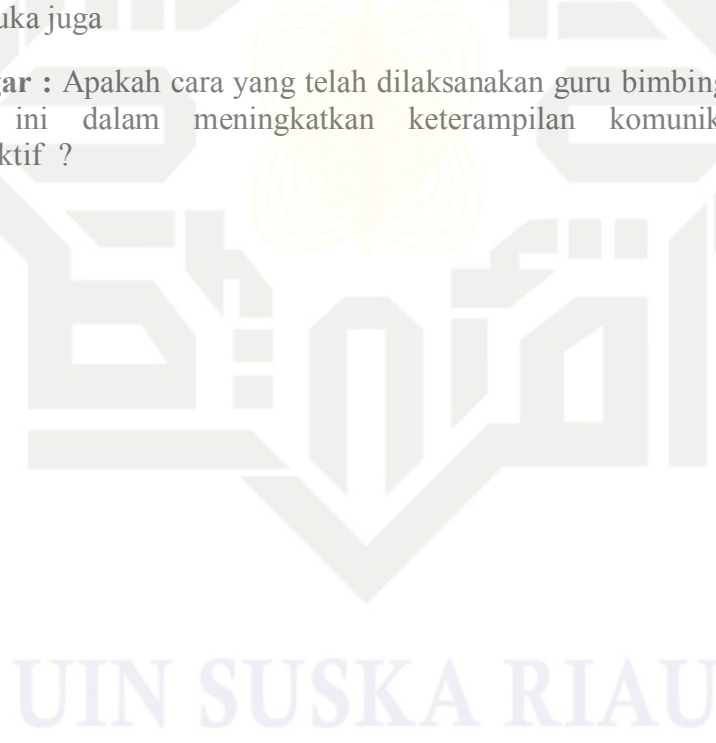 uka juga
gar : Apakah cara yang telah dilaksanakan guru bimbing
ini dalam meningkatkan keterampilan komunik
ktif ?
UIN SUSKA RIAU